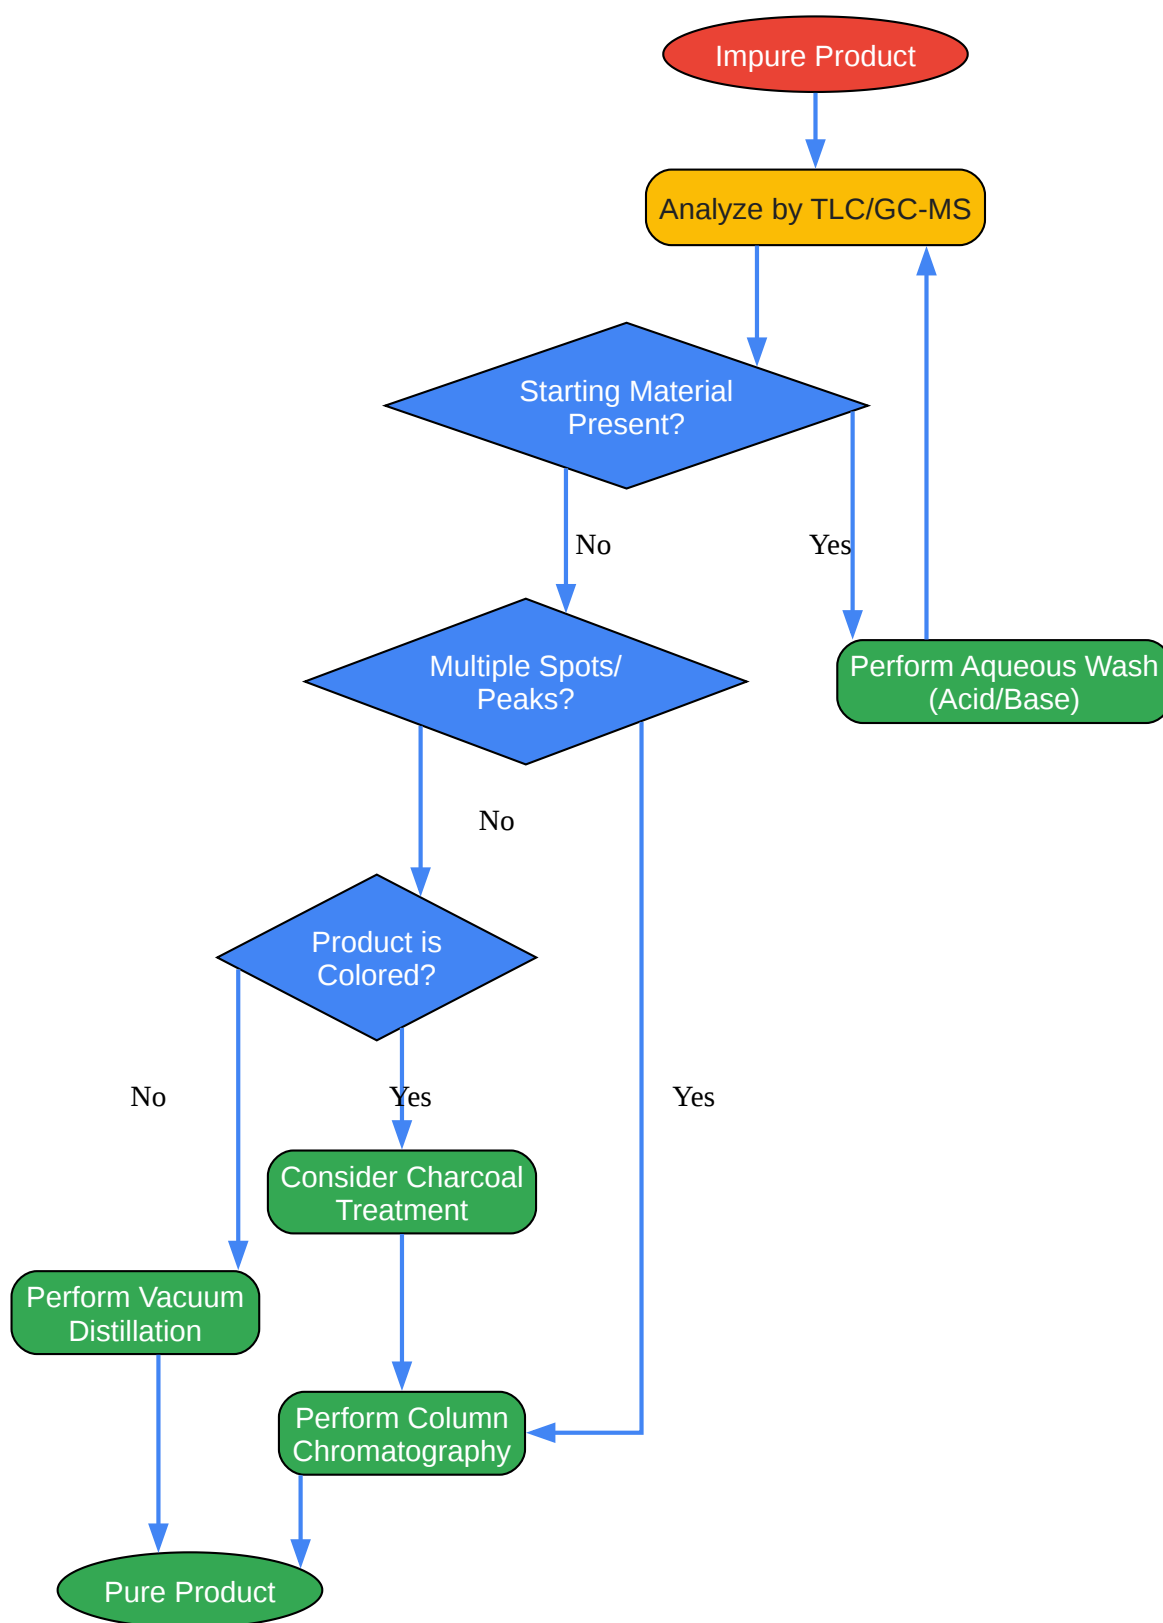 Impure Product
Analyze by TLC/GC-MS
Starting Material
Present?
No
Yes
Multiple Spots/
Peaks?
Perform Aqueous Wash
(Acid/Base)
No
Product is
Colored?
No
Yes
Yes
Consider Charcoal
Treatment
Perform Vacuum
Distillation
Perform Column
Chromatography
Pure Product